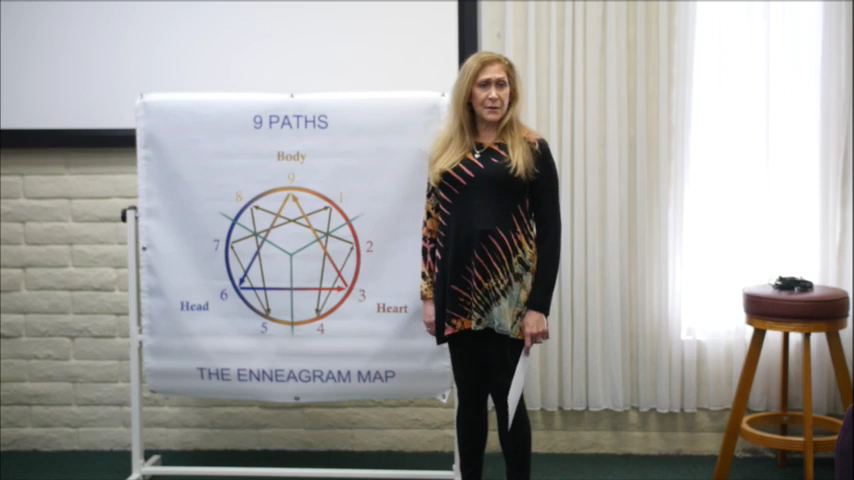 9 PATHS
Body
9
8 1
7 2
6 3
Head Heart
5 4
THE ENNEAGRAM MAP